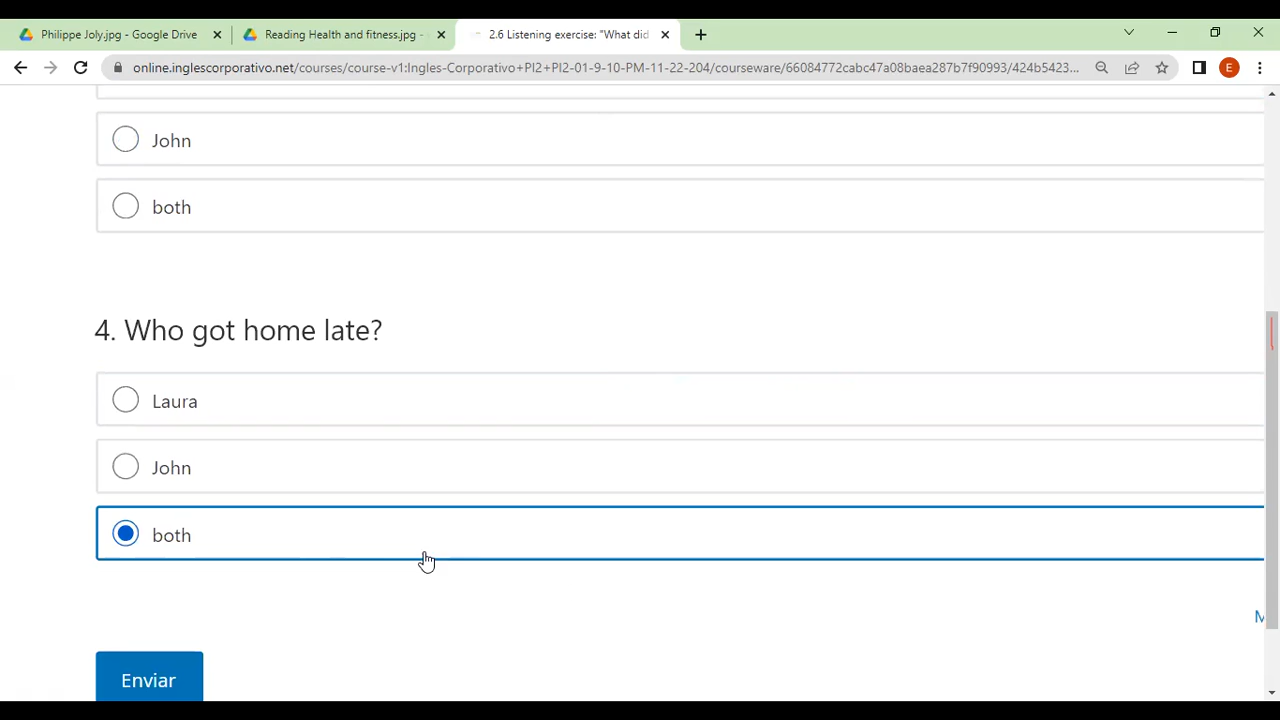 Philippe Joly.jpg - Google Drive
Reading Health and fitness.jpg -
2.6 Listening exercise: "What did
online.inglescorporativo.net/courses/course-v1:Ingles-Corporativo+PI2+PI2-01-9-10-PM-11-22-204/courseware/66084772cabc47a08baea287b7f90993/424b5423...
E
John
both
4. Who got home late?
Laura
John
both
M
Enviar